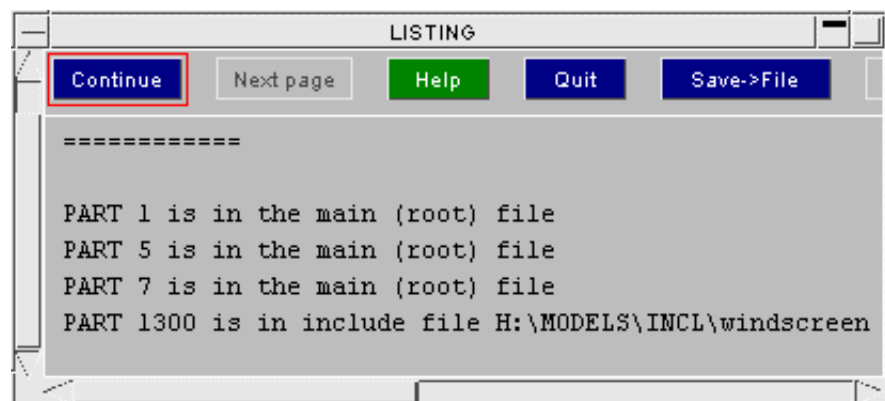 LISTING
Continue Next page Help Quit Save->File
============
PART 1 is in the main (root) file
PART 5 is in the main (root) file
PART 7 is in the main (root) file
PART 1300 is in include file H:\MODELS\INCL\windscreen